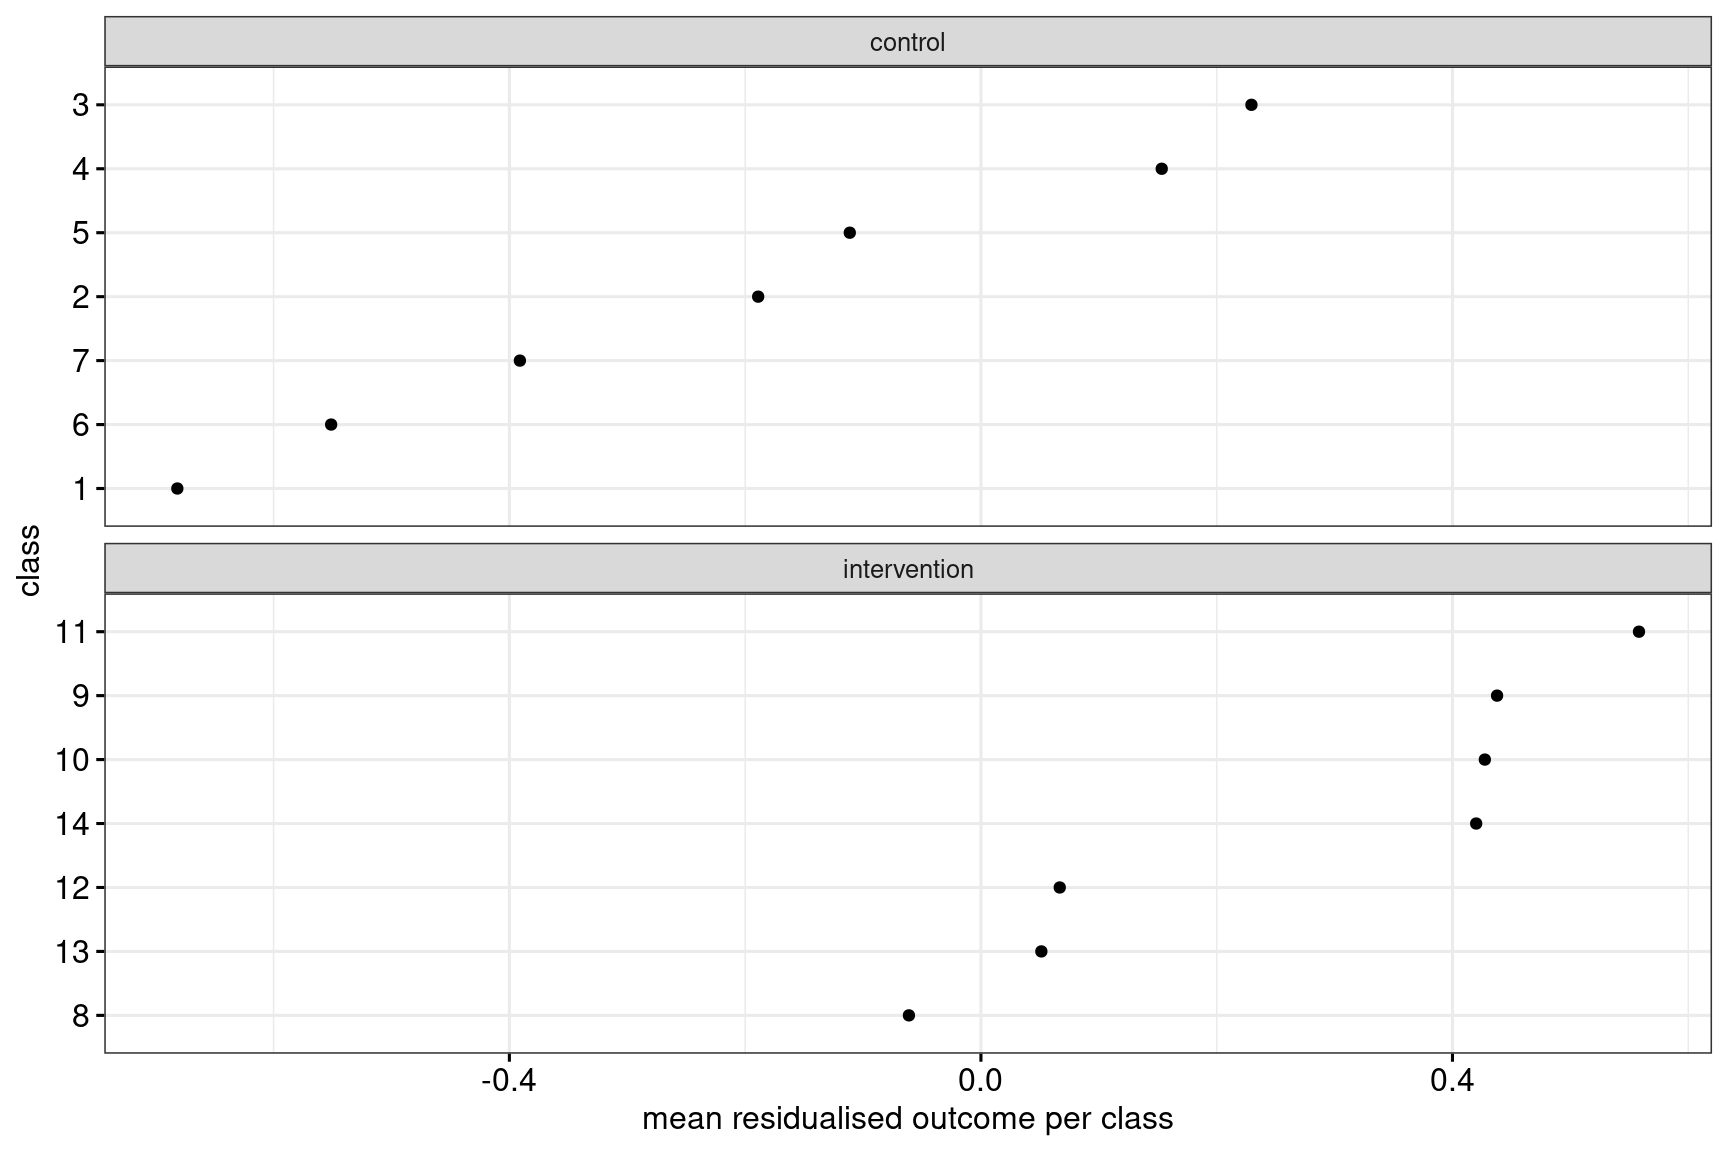 control
3
4
5
2
7
6
1
class
intervention
11
9
10
14
12
13
8
-0.4 0.0 0.4
mean residualised outcome per class